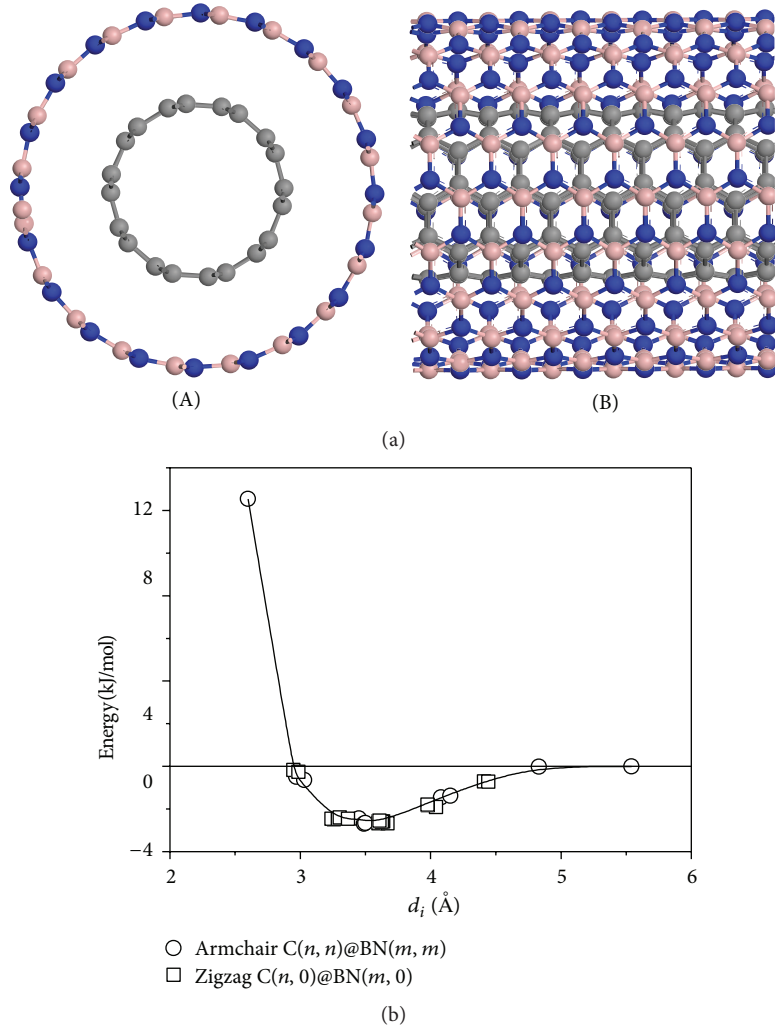 (A)
(B)
(a)
12
8
4
0
−4
Energy (kJ/mol)
2
3
4
5
6
d_i (Å)
Armchair C(n, n)@BN(m, m)
Zigzag C(n, 0)@BN(m, 0)
(b)